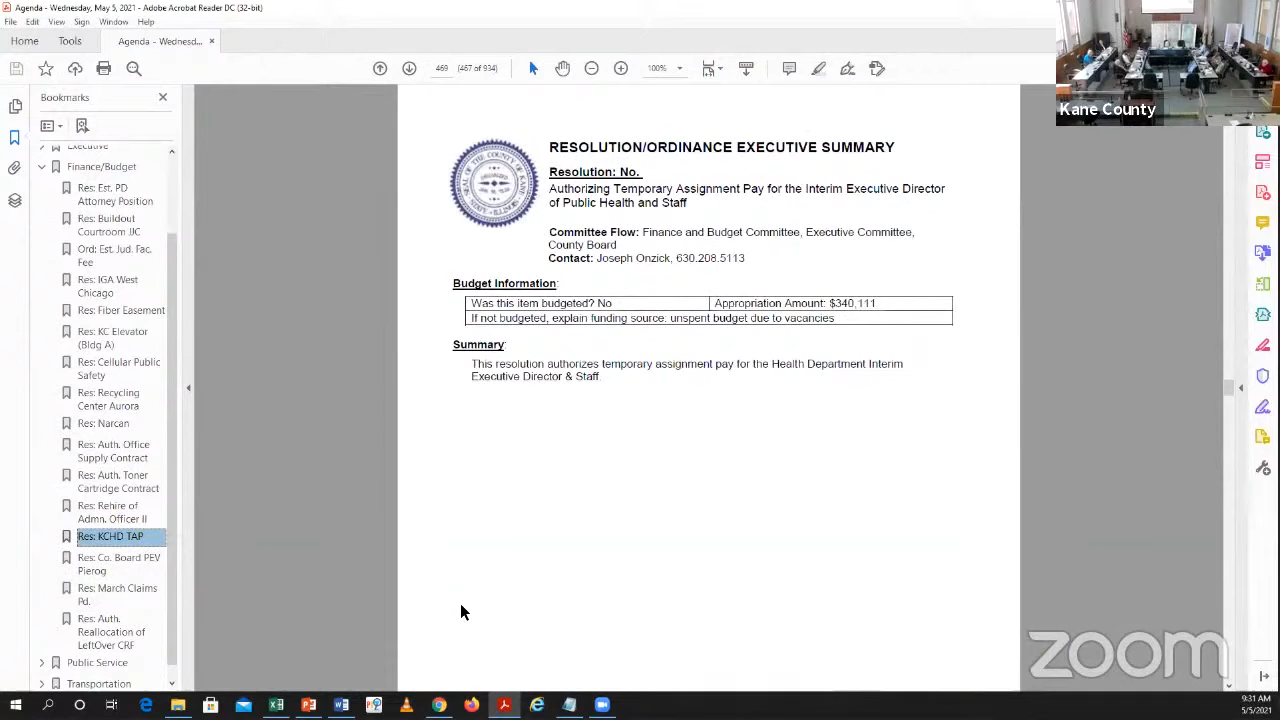 Agenda - Wednesday, May 5, 2021 - Adobe Acrobat Reader DC (32-bit)
File Edit View Sign Window Help
Home Tools Agenda - Wednesd... ×
469 (467 of 934) 100%
Kane County
Bookmarks
Executive
Finance/Budget
Res: Est. PD
Attorney Position
Res: Buildout
Courtroom JJC
Ord: Est. Jud. Fac.
Fee
Res: IGA West
Chicago
Res: Fiber Easement
Res: KC Elevator
(Bldg A)
Res: Cellular Public
Safety
Res: Recycling
Center Aurora
Res: Narcan
Res: Auth. Office
Supply Contract
Res: Auth. Toner
Cartridge Contract
Res: Rehire of
Admn. Officer II
Res: KCHD TAP
Res: Co. Board PEV
Pierog
Res: March Claims
Pd.
Res: Auth.
Reallocation of
LeftOver CRF
Public Service
Transportation
RESOLUTION/ORDINANCE EXECUTIVE SUMMARY
Resolution: No.
Authorizing Temporary Assignment Pay for the Interim Executive Director
of Public Health and Staff
Committee Flow: Finance and Budget Committee, Executive Committee,
County Board
Contact: Joseph Onzick, 630.208.5113
Budget Information:
Was this item budgeted? No Appropriation Amount: $340,111
If not budgeted, explain funding source: unspent budget due to vacancies
Summary:
This resolution authorizes temporary assignment pay for the Health Department Interim
Executive Director & Staff.
zoom
9:31 AM
5/5/2021